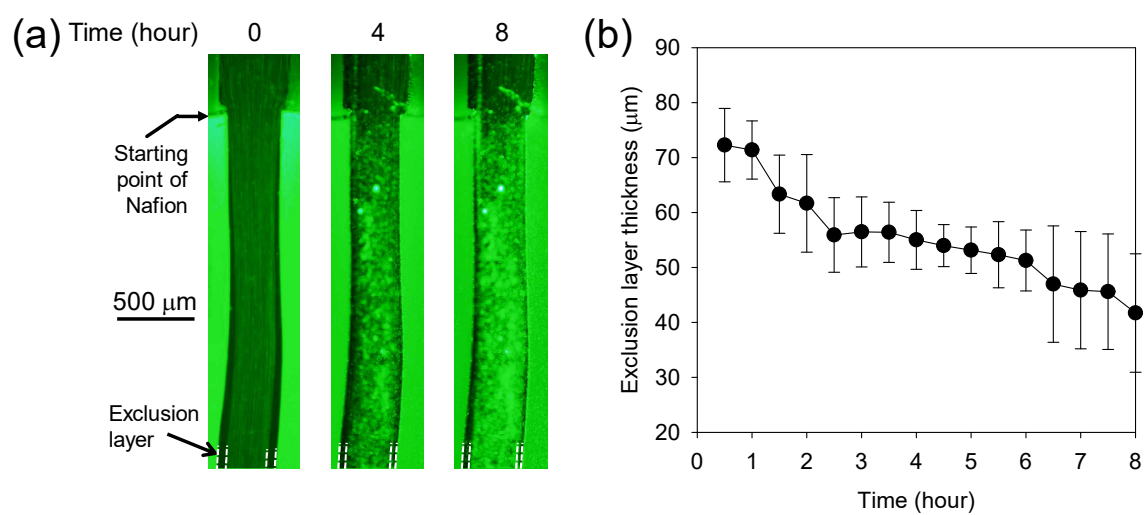 (a) Time (hour) 0 4 8
Starting
point of
Nafion
500 μm
Exclusion
layer
(b)
Exclusion layer thickness (μm)
90
80
70
60
50
40
30
20
0 1 2 3 4 5 6 7 8
Time (hour)